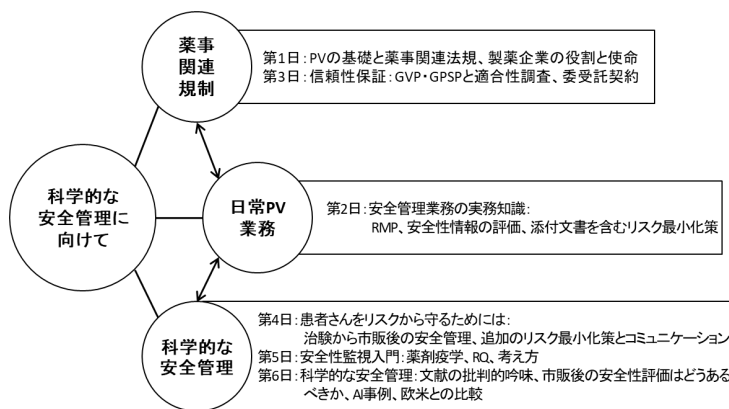 薬事
関連
規制
第1日：PVの基礎と薬事関連法規、製薬企業の役割と使命
第3日：信頼性保証：GVP・GPSPと適合性調査、委受託契約
科学的な
安全管理に
向けて
日常PV
業務
第2日：安全管理業務の実務知識：
RMP、安全性情報の評価、添付文書を含むリスク最小化策
科学的な
安全管理
第4日：患者さんをリスクから守るためには：
治験から市販後の安全管理、追加のリスク最小化策とコミュニケーション
第5日：安全性監視入門：薬剤疫学、RQ、考え方
第6日：科学的な安全管理：文献の批判的吟味、市販後の安全性評価はどうある
べきか、AI事例、欧米との比較